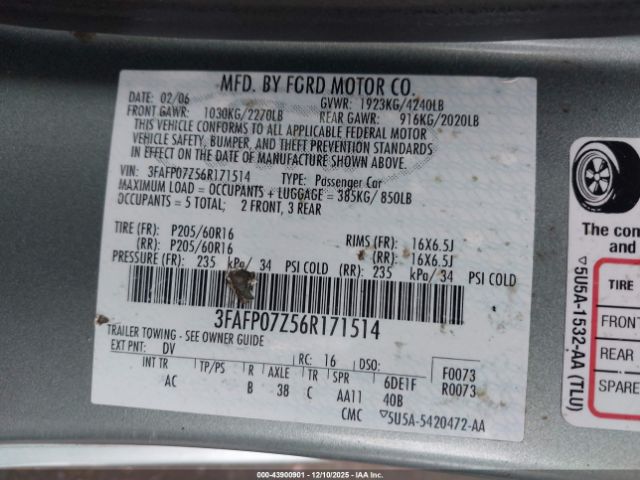 MFD. BY FORD MOTOR CO.
DATE: 02/06 GVWR: 1923KG/4240LB
FRONT GAWR: 1030KG/2270LB REAR GAWR: 916KG/2020LB
THIS VEHICLE CONFORMS TO ALL APPLICABLE FEDERAL MOTOR
VEHICLE SAFETY, BUMPER, AND THEFT PREVENTION STANDARDS
IN EFFECT ON THE DATE OF MANUFACTURE SHOWN ABOVE.
VIN: 3FAFP07Z56R171514 TYPE: Passenger Car
MAXIMUM LOAD = OCCUPANTS + LUGGAGE = 385KG/ 850LB
OCCUPANTS = 5 TOTAL; 2 FRONT, 3 REAR
TIRE (FR): P205/60R16 RIMS (FR): 16X6.5J
(RR): P205/60R16 (RR): 16X6.5J
PRESSURE (FR): 235 kPa/ 34 PSI COLD (RR): 235 kPa/ 34 PSI COLD
3FAFP07Z56R171514
TRAILER TOWING - SEE OWNER GUIDE
EXT PNT: DV RC: 16 DSO: F0073
R0073
INT TR TP/PS R AXLE TR SPR 6DE1F
AC B 38 C AA11 40B
CMC ▽5U5A-5420472-AA
The com
and
TIRE
FRONT
REAR
SPARE
▽5U5A-1532-AA (TLU)
000-43900901 - 12/10/2025 - IAA Inc.